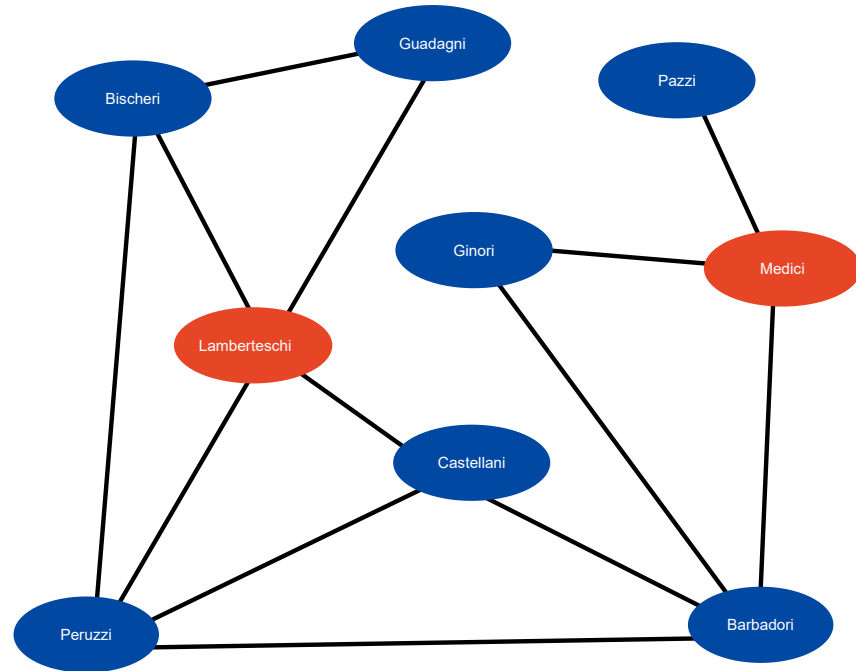 Guadagni
Pazzi
Bischeri
Ginori
Medici
Lamberteschi
Castellani
Peruzzi
Barbadori